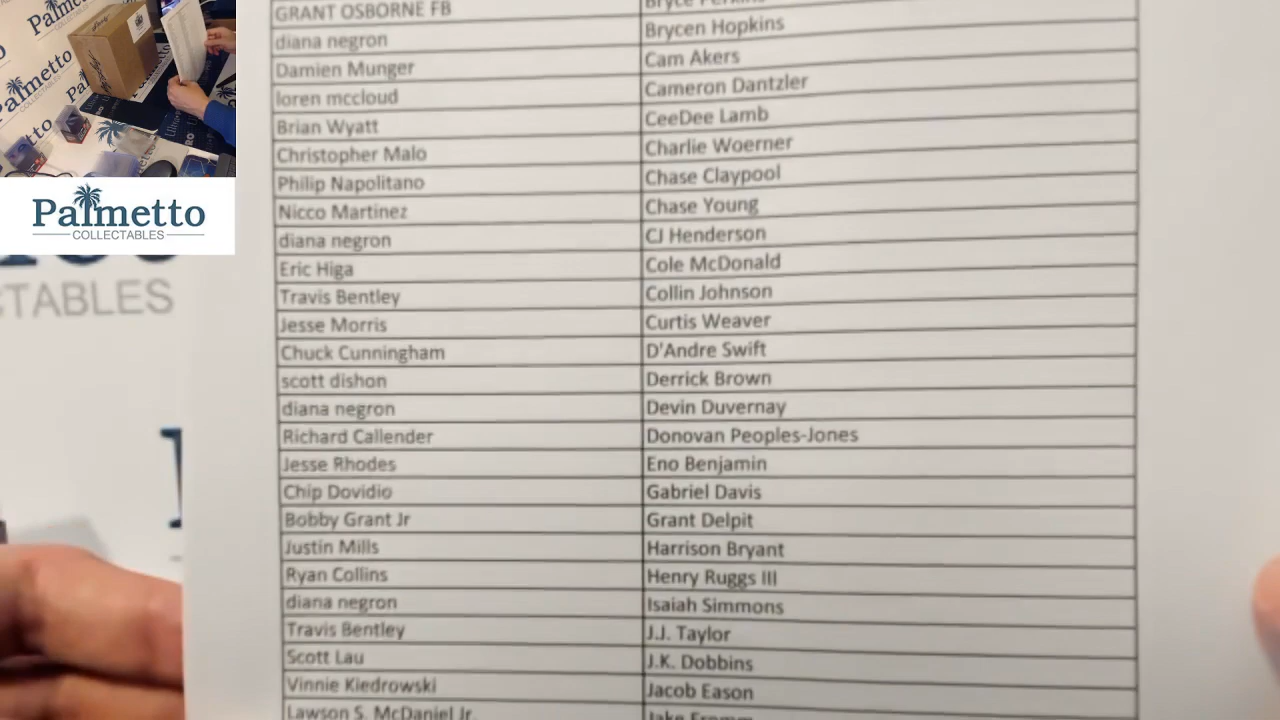 GRANT OSBORNE FB
diana negron Brycen Hopkins
Damien Munger Cam Akers
loren mccloud Cameron Dantzler
Brian Wyatt CeeDee Lamb
Christopher Malo Charlie Woerner
Philip Napolitano Chase Claypool
Nicco Martinez Chase Young
diana negron CJ Henderson
Eric Higa Cole McDonald
Travis Bentley Collin Johnson
Jesse Morris Curtis Weaver
Chuck Cunningham D'Andre Swift
scott dishon Derrick Brown
diana negron Devin Duvernay
Richard Callender Donovan Peoples-Jones
Jesse Rhodes Eno Benjamin
Chip Dovidio Gabriel Davis
Bobby Grant Jr Grant Delpit
Justin Mills Harrison Bryant
Ryan Collins Henry Ruggs III
diana negron Isaiah Simmons
Travis Bentley J.J. Taylor
Scott Lau J.K. Dobbins
Vinnie Kiedrowski Jacob Eason
Lawson S. McDaniel Jr.
Palmetto
COLLECTABLES
CTABLES
Palmetto
Palmetto